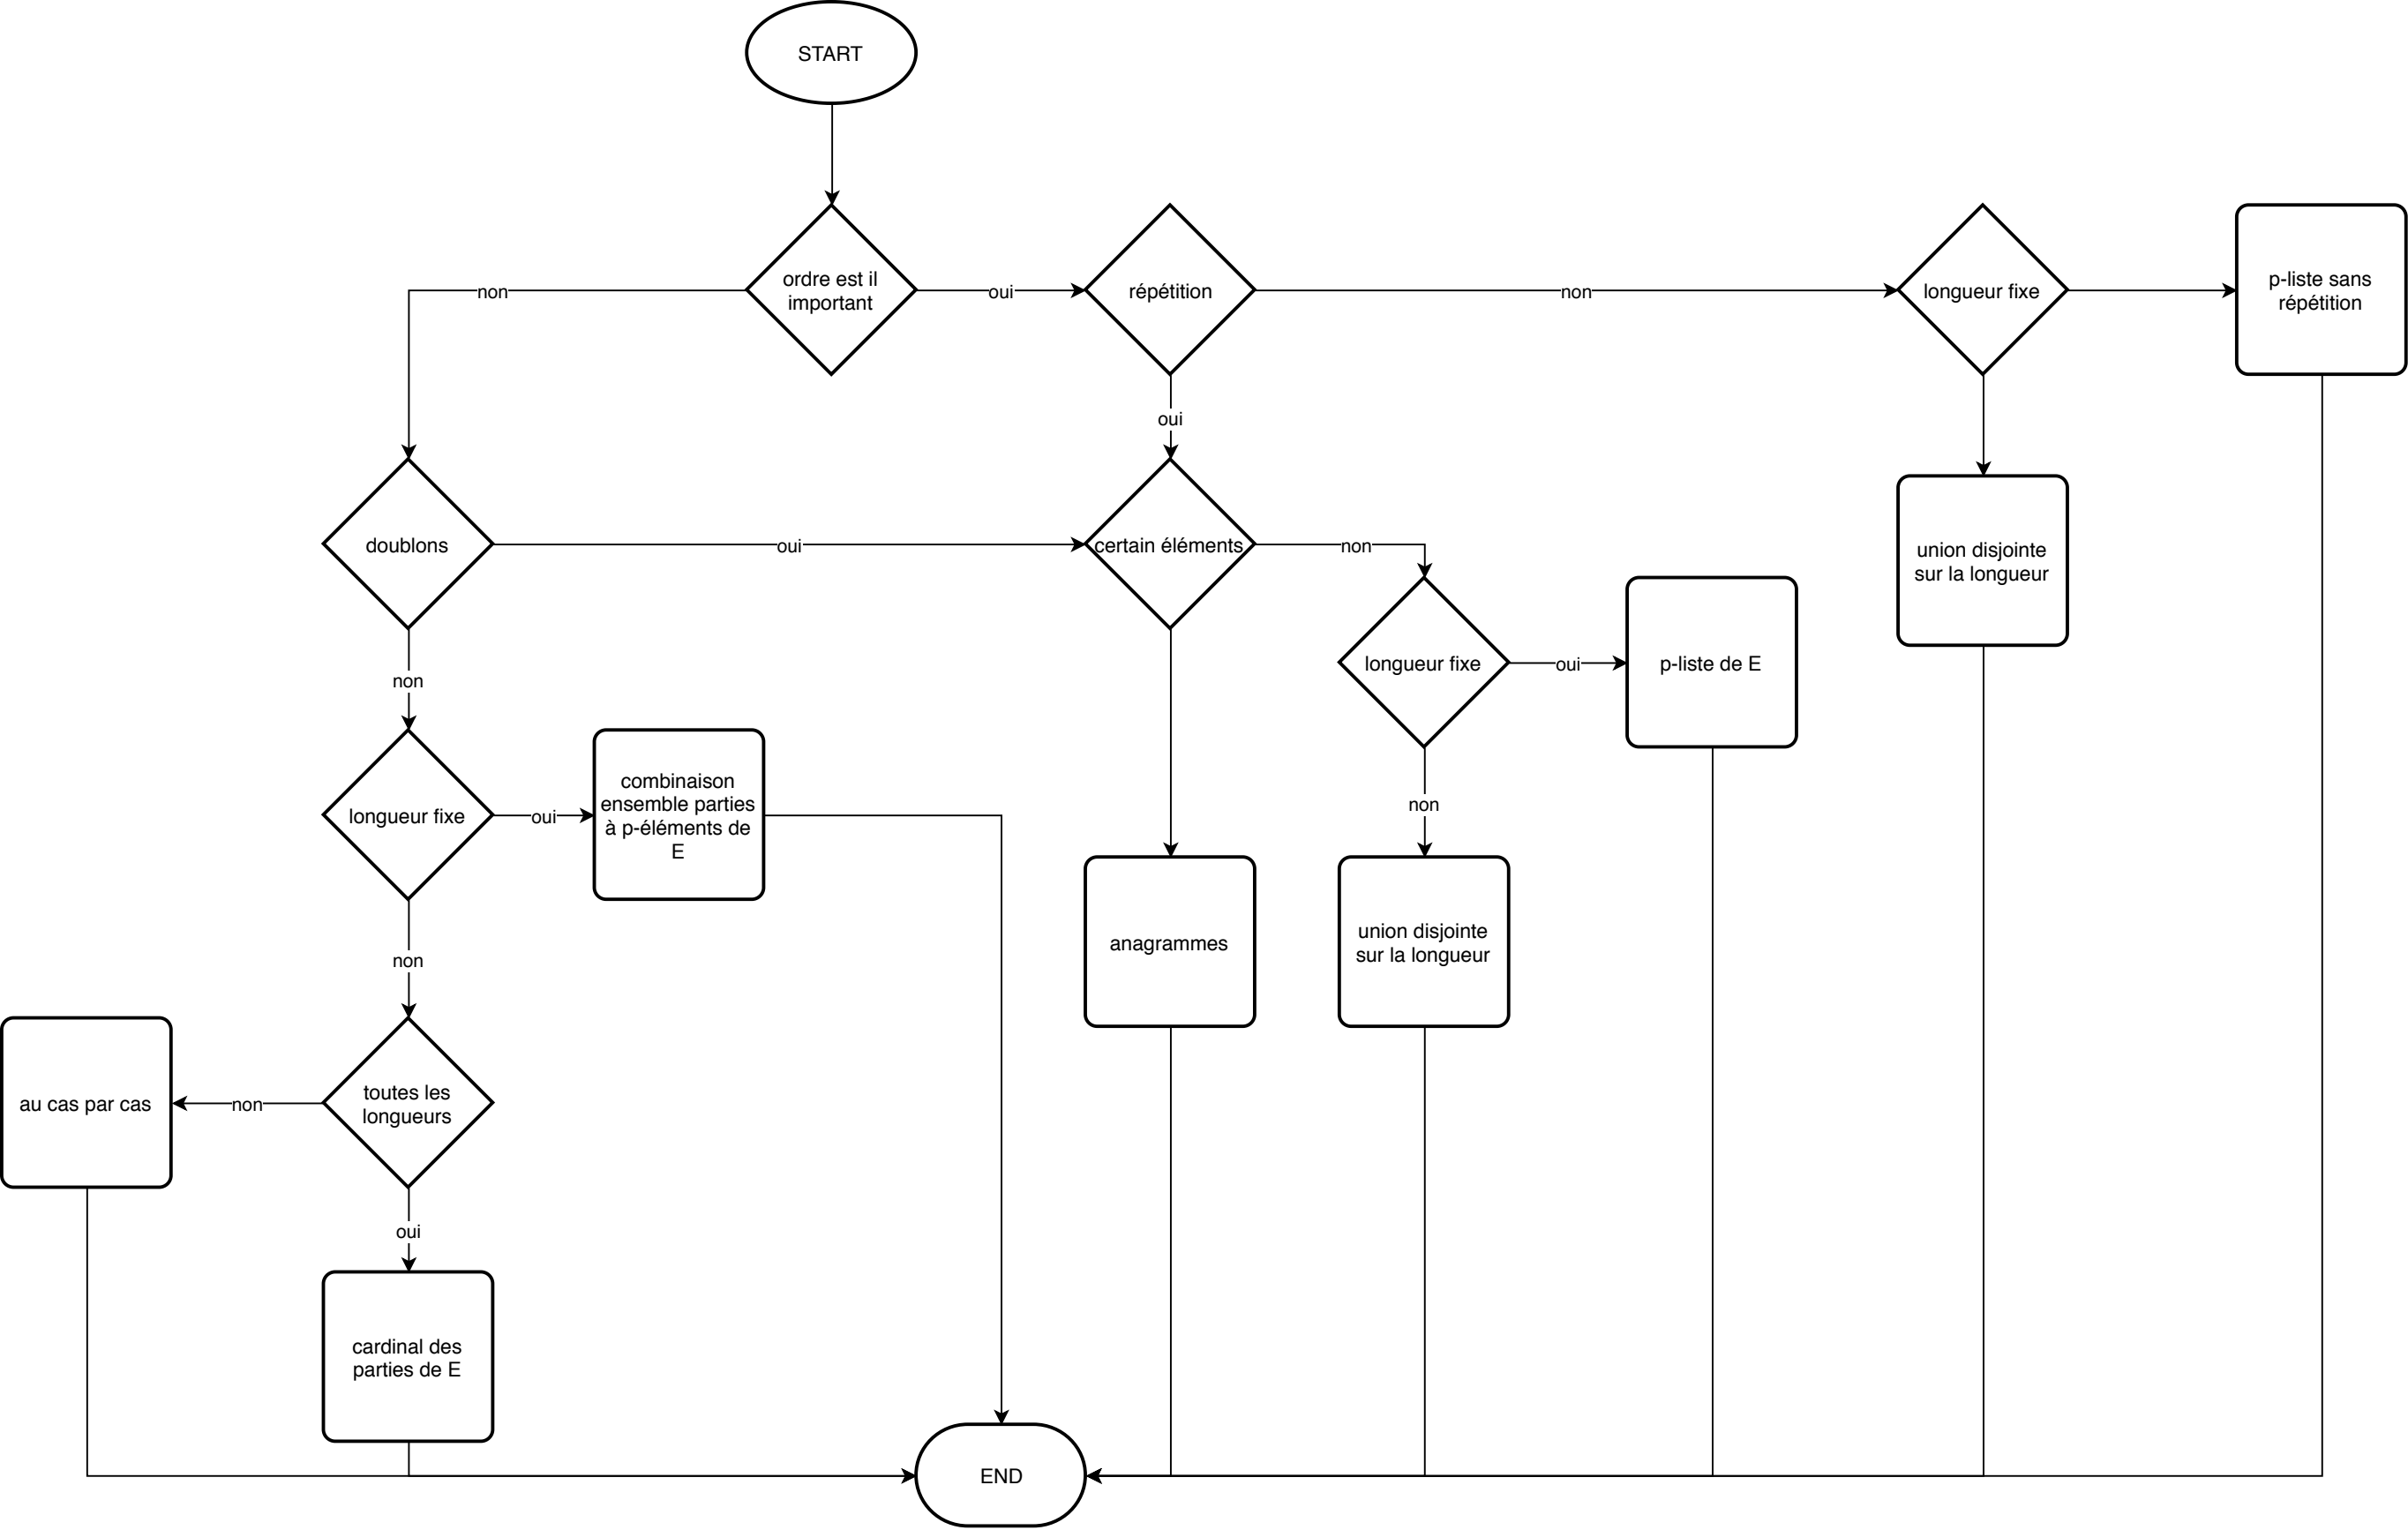 START
ordre est il
important
non
oui
répétition
non
longueur fixe
p-liste sans
répétition
oui
doublons
oui
certain éléments
non
union disjointe
sur la longueur
longueur fixe
oui
p-liste de E
non
longueur fixe
oui
combinaison
ensemble parties
à p-éléments de
E
non
anagrammes
union disjointe
sur la longueur
non
au cas par cas
non
toutes les
longueurs
oui
cardinal des
parties de E
END